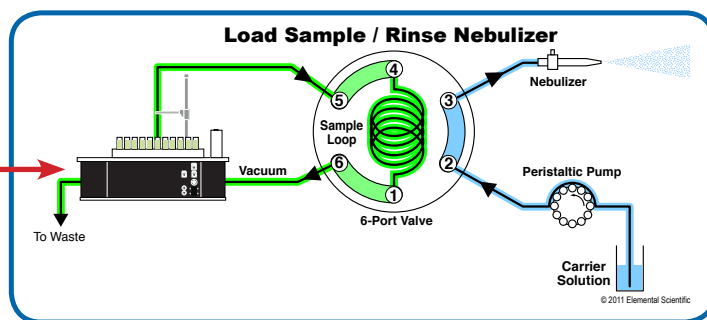 Load Sample / Rinse Nebulizer
4
5
3
Nebulizer
Sample
Loop
6
2
Vacuum
1
Peristaltic Pump
6-Port Valve
To Waste
Carrier
Solution
© 2011 Elemental Scientific